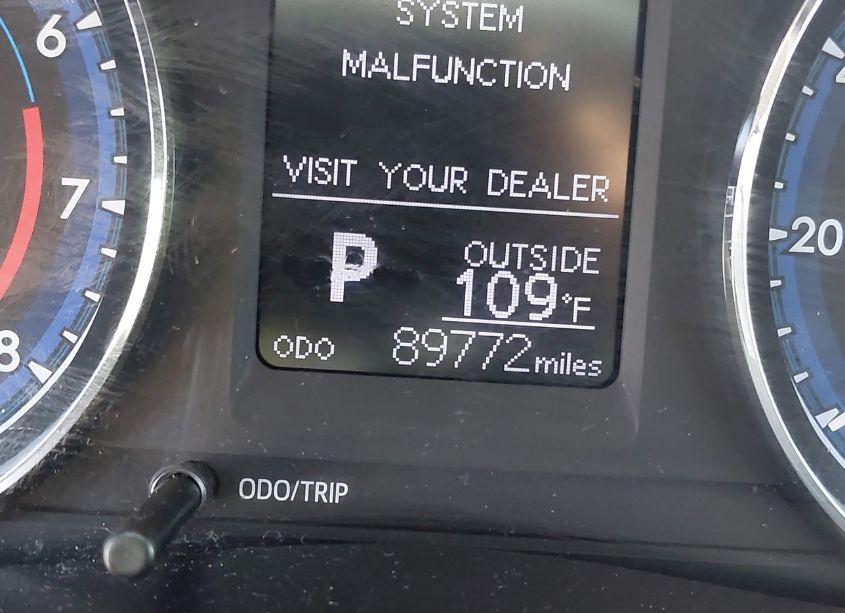 SYSTEM
MALFUNCTION
VISIT YOUR DEALER
P
OUTSIDE
109°F
ODO 89772 miles
ODO/TRIP
6
7
8
20